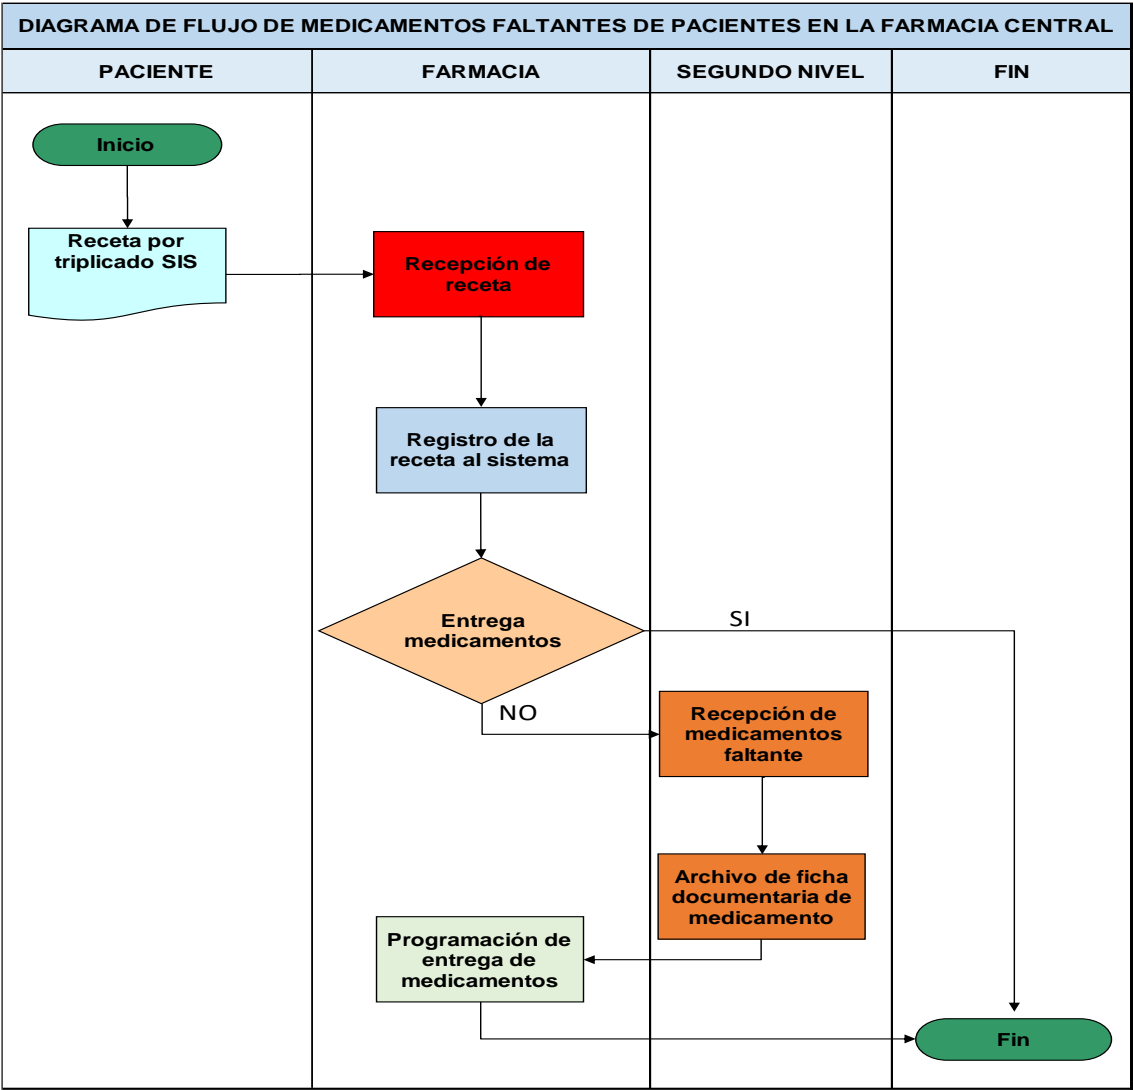 DIAGRAMA DE FLUJO DE MEDICAMENTOS FALTANTES DE PACIENTES EN LA FARMACIA CENTRAL
PACIENTE
FARMACIA
SEGUNDO NIVEL
FIN
Inicio
Receta por
triplicado SIS
Recepción de
receta
Registro de la
receta al sistema
Entrega
medicamentos
SI
NO
Recepción de
medicamentos
faltante
Archivo de ficha
documentaria de
medicamento
Programación de
entrega de
medicamentos
Fin